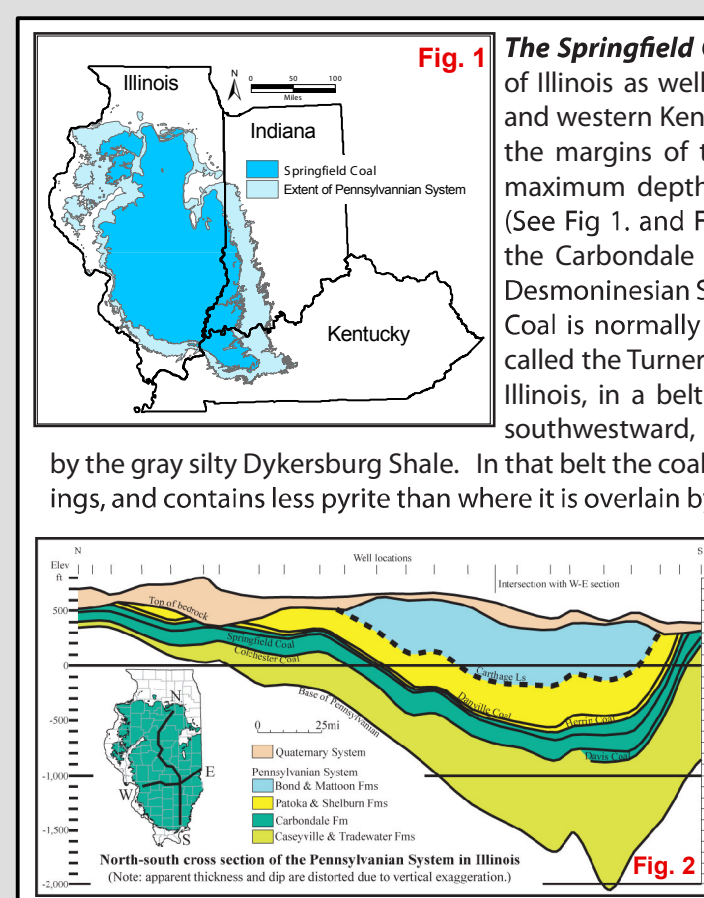 Fig. 1
Illinois
N
0 50 100
Miles
Indiana
Springfield Coal
Extent of Pennsylvannian System
Kentucky
The Springfield
of Illinois as well
and western Ken
the margins of t
maximum depth
(See Fig 1. and F
the Carbondale
Desmoninesian S
Coal is normally
called the Turner
Illinois, in a belt
southwestward,
by the gray silty Dykersburg Shale. In that belt the coal
ings, and contains less pyrite than where it is overlain by
N
S
Elev
ft
Well locations
Intersection with W-E section
500
0
-500
-1,000
-1,500
-2,000
Top of bedrock
Springfield Coal
Colchester Coal
Base of Pennsylvanian
Carthage Ls
Danville Coal
Herrin Coal
Davis Coal
N
E
W
S
0 25mi
Quaternary System
Pennsylvanian System
Bond & Mattoon Fms
Patoka & Shelburn Fms
Carbondale Fm
Caseyville & Tradewater Fms
North-south cross section of the Pennsylvanian System in Illinois
(Note: apparent thickness and dip are distorted due to vertical exaggeration.)
Fig. 2